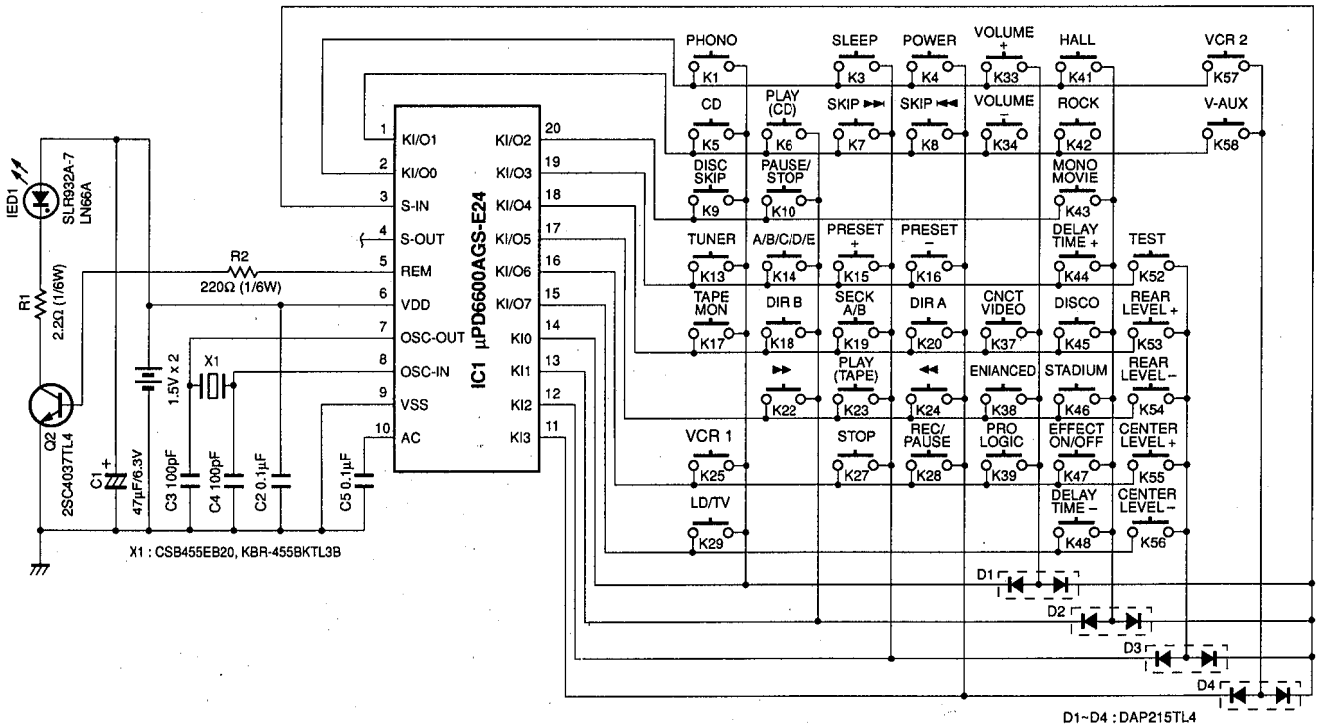 IED1
SLR932A-7
LN66A
R1
2.2Ω (1/6W)
Q2
2SC4037TL4
C1
+
47μF/6.3V
1.5V x 2
X1
C3 100pF
C4 100pF
C2 0.1μF
C5 0.1μF
R2
220Ω (1/6W)
X1 : CSB455EB20, KBR-455BKTL3B
IC1 μPD6600AGS-E24
1 KI/O1
2 KI/O0
3 S-IN
4 S-OUT
5 REM
6 VDD
7 OSC-OUT
8 OSC-IN
9 VSS
10 AC
KI/O2 20
KI/O3 19
KI/O4 18
KI/O5 17
KI/O6 16
KI/O7 15
KI0 14
KI1 13
KI2 12
KI3 11
PHONO
K1
SLEEP
K3
POWER
K4
VOLUME
+
K33
HALL
K41
VCR 2
K57
CD
K5
PLAY
(CD)
K6
SKIP ▶▶|
K7
SKIP |◀◀
K8
VOLUME
–
K34
ROCK
K42
V-AUX
K58
DISC
SKIP
K9
PAUSE/
STOP
K10
MONO
MOVIE
K43
TUNER
K13
A/B/C/D/E
K14
PRESET
+
K15
PRESET
–
K16
DELAY
TIME +
K44
TEST
K52
TAPE
MON
K17
DIR B
K18
SECK
A/B
K19
DIR A
K20
CNCT
VIDEO
K37
DISCO
K45
REAR
LEVEL +
K53
▶▶
K22
PLAY
(TAPE)
K23
◀◀
K24
ENIANCED
K38
STADIUM
K46
REAR
LEVEL –
K54
VCR 1
K25
STOP
K27
REC/
PAUSE
K28
PRO
LOGIC
K39
EFFECT
ON/OFF
K47
CENTER
LEVEL +
K55
LD/TV
K29
DELAY
TIME –
K48
CENTER
LEVEL –
K56
D1
D2
D3
D4
D1~D4 : DAP215TL4